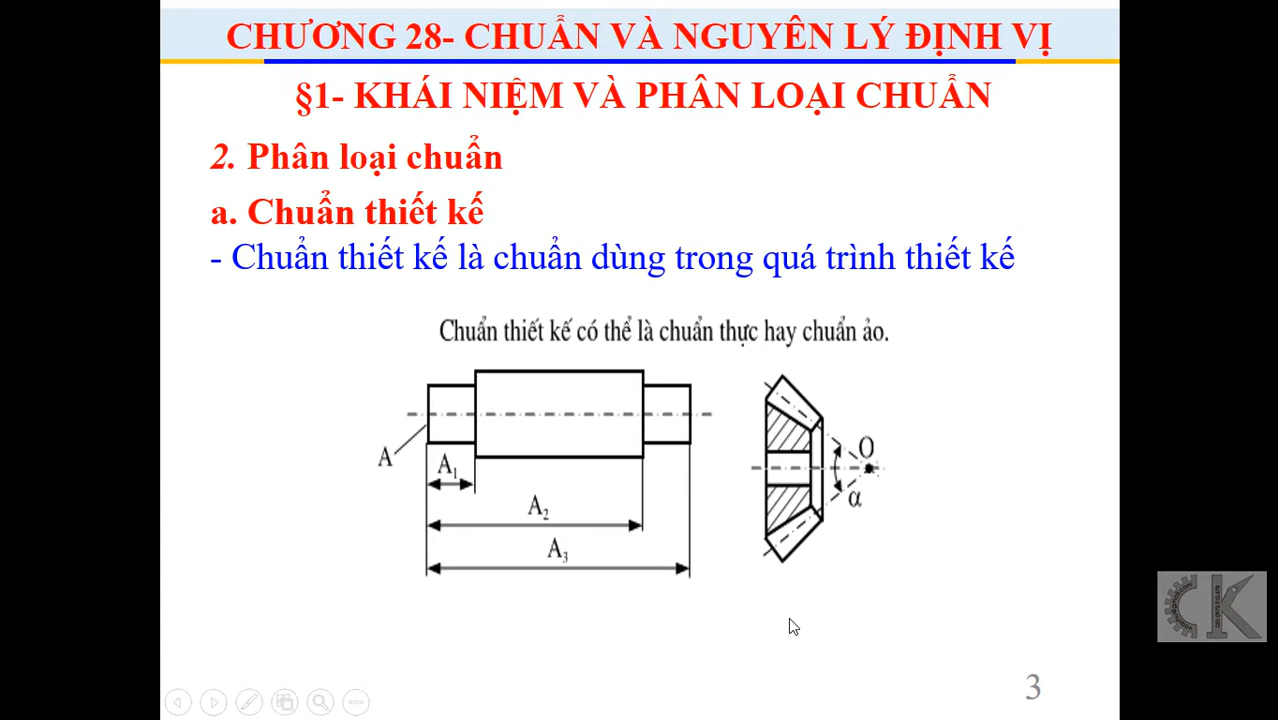 CHƯƠNG 28- CHUẨN VÀ NGUYÊN LÝ ĐỊNH VỊ
§1- KHÁI NIỆM VÀ PHÂN LOẠI CHUẨN
2. Phân loại chuẩn
a. Chuẩn thiết kế
- Chuẩn thiết kế là chuẩn dùng trong quá trình thiết kế
Chuẩn thiết kế có thể là chuẩn thực hay chuẩn ảo.
A
A₁
A₂
A₃
O
α
CK
3